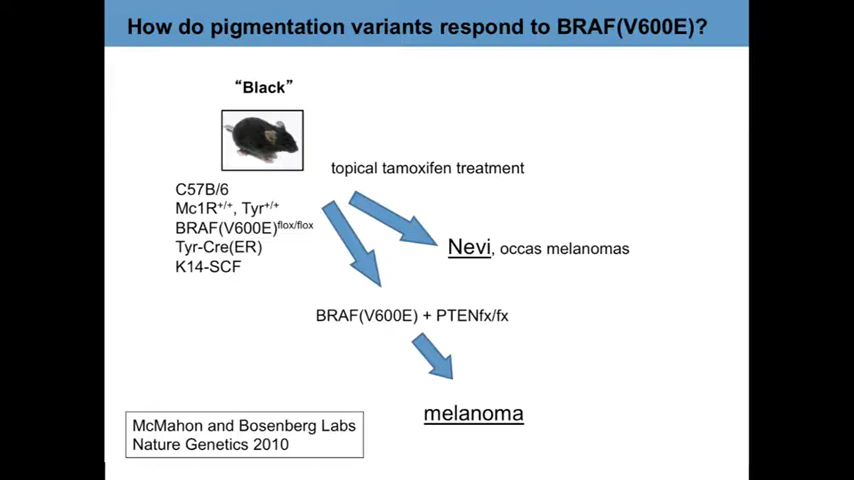 How do pigmentation variants respond to BRAF(V600E)?
“Black”
topical tamoxifen treatment
C57B/6
Mc1R+/+, Tyr+/+
BRAF(V600E)flox/flox
Tyr-Cre(ER)
K14-SCF
Nevi, occas melanomas
BRAF(V600E) + PTENfx/fx
melanoma
McMahon and Bosenberg Labs
Nature Genetics 2010